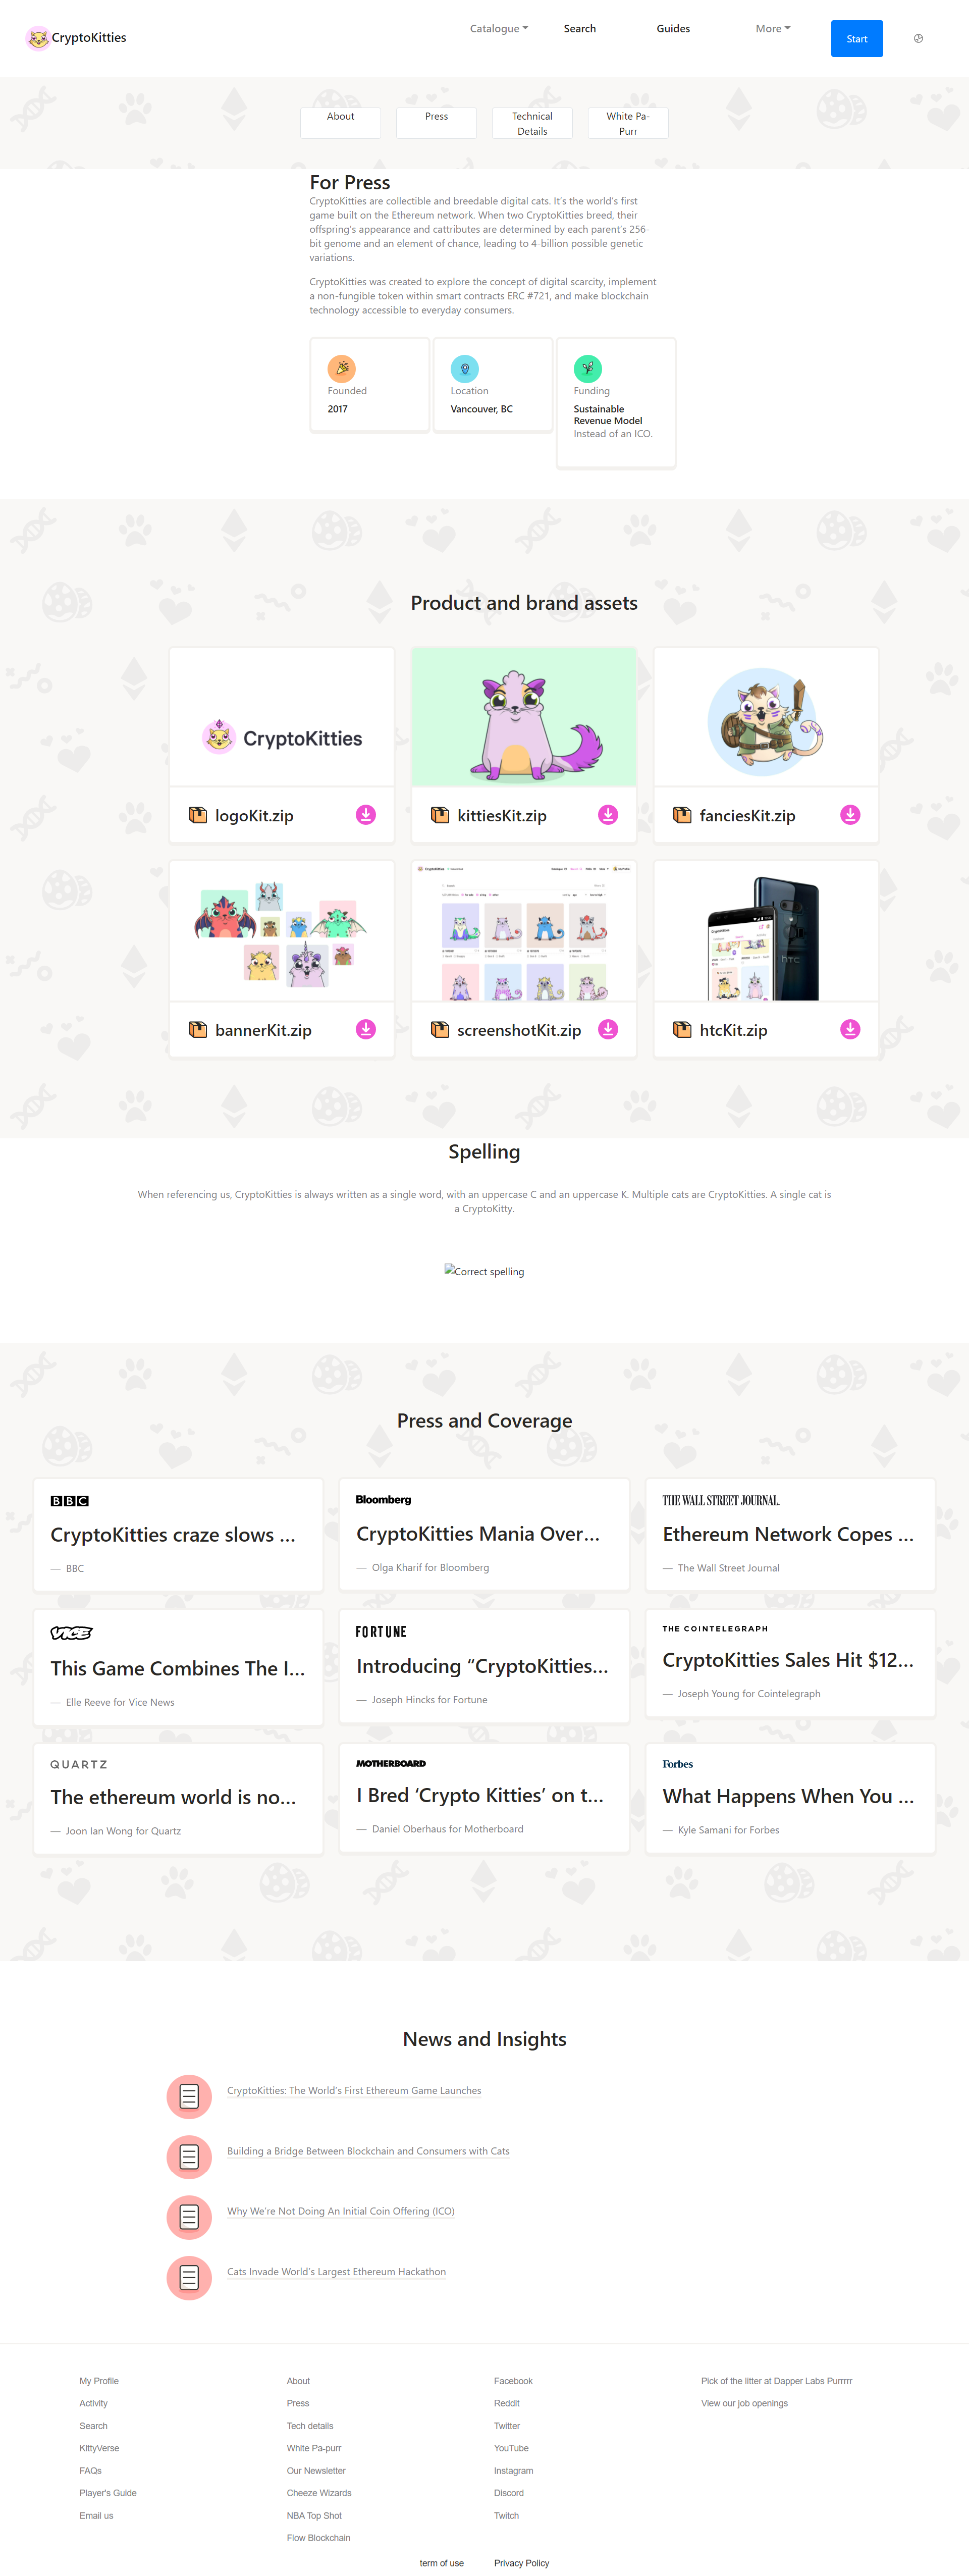 CryptoKitties
Catalogue
Search
Guides
More
Start
About
Press
Technical
Details
White Pa-
Purr
For Press
CryptoKitties are collectible and breedable digital cats. It's the world's first
game built on the Ethereum network. When two CryptoKitties breed, their
offspring's appearance and cattributes are determined by each parent's 256-
bit genome and an element of chance, leading to 4-billion possible genetic
variations.
CryptoKitties was created to explore the concept of digital scarcity, implement
a non-fungible token within smart contracts ERC #721, and make blockchain
technology accessible to everyday consumers.
Founded
2017
Location
Vancouver, BC
Funding
Sustainable
Revenue Model
Instead of an ICO.
Product and brand assets
CryptoKitties
logoKit.zip
kittiesKit.zip
fanciesKit.zip
hTC
bannerKit.zip
screenshotKit.zip
htcKit.zip
Spelling
When referencing us, CryptoKitties is always written as a single word, with an uppercase C and an uppercase K. Multiple cats are CryptoKitties. A single cat is
a CryptoKitty.
Correct spelling
Press and Coverage
BBC
CryptoKitties craze slows ...
— BBC
Bloomberg
CryptoKitties Mania Over...
— Olga Kharif for Bloomberg
THE WALL STREET JOURNAL.
Ethereum Network Copes ...
— The Wall Street Journal
VICE
This Game Combines The I...
— Elle Reeve for Vice News
FORTUNE
Introducing “CryptoKitties...
— Joseph Hincks for Fortune
THE COINTELEGRAPH
CryptoKitties Sales Hit $12...
— Joseph Young for Cointelegraph
QUARTZ
The ethereum world is no...
— Joon Ian Wong for Quartz
MOTHERBOARD
I Bred ‘Crypto Kitties’ on t...
— Daniel Oberhaus for Motherboard
Forbes
What Happens When You ...
— Kyle Samani for Forbes
News and Insights
CryptoKitties: The World's First Ethereum Game Launches
Building a Bridge Between Blockchain and Consumers with Cats
Why We're Not Doing An Initial Coin Offering (ICO)
Cats Invade World's Largest Ethereum Hackathon
My Profile
Activity
Search
KittyVerse
FAQs
Player's Guide
Email us
About
Press
Tech details
White Pa-purr
Our Newsletter
Cheeze Wizards
NBA Top Shot
Flow Blockchain
Facebook
Reddit
Twitter
YouTube
Instagram
Discord
Twitch
Pick of the litter at Dapper Labs Purrrrr
View our job openings
term of use
Privacy Policy